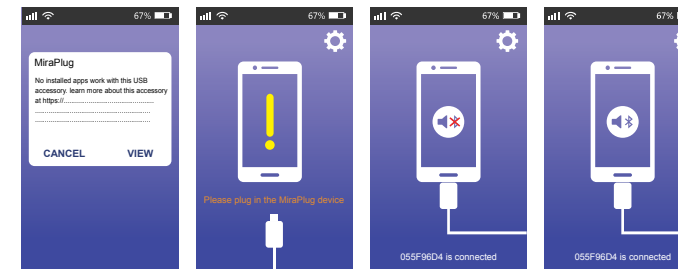 67%
MiraPlug
No installed apps work with this USB
accessory. learn more about this accessory
at https://...............................................
............................................................
............................................................
CANCEL VIEW
67%
Please plug in the MiraPlug device
67%
055F96D4 is connected
67%
055F96D4 is connected